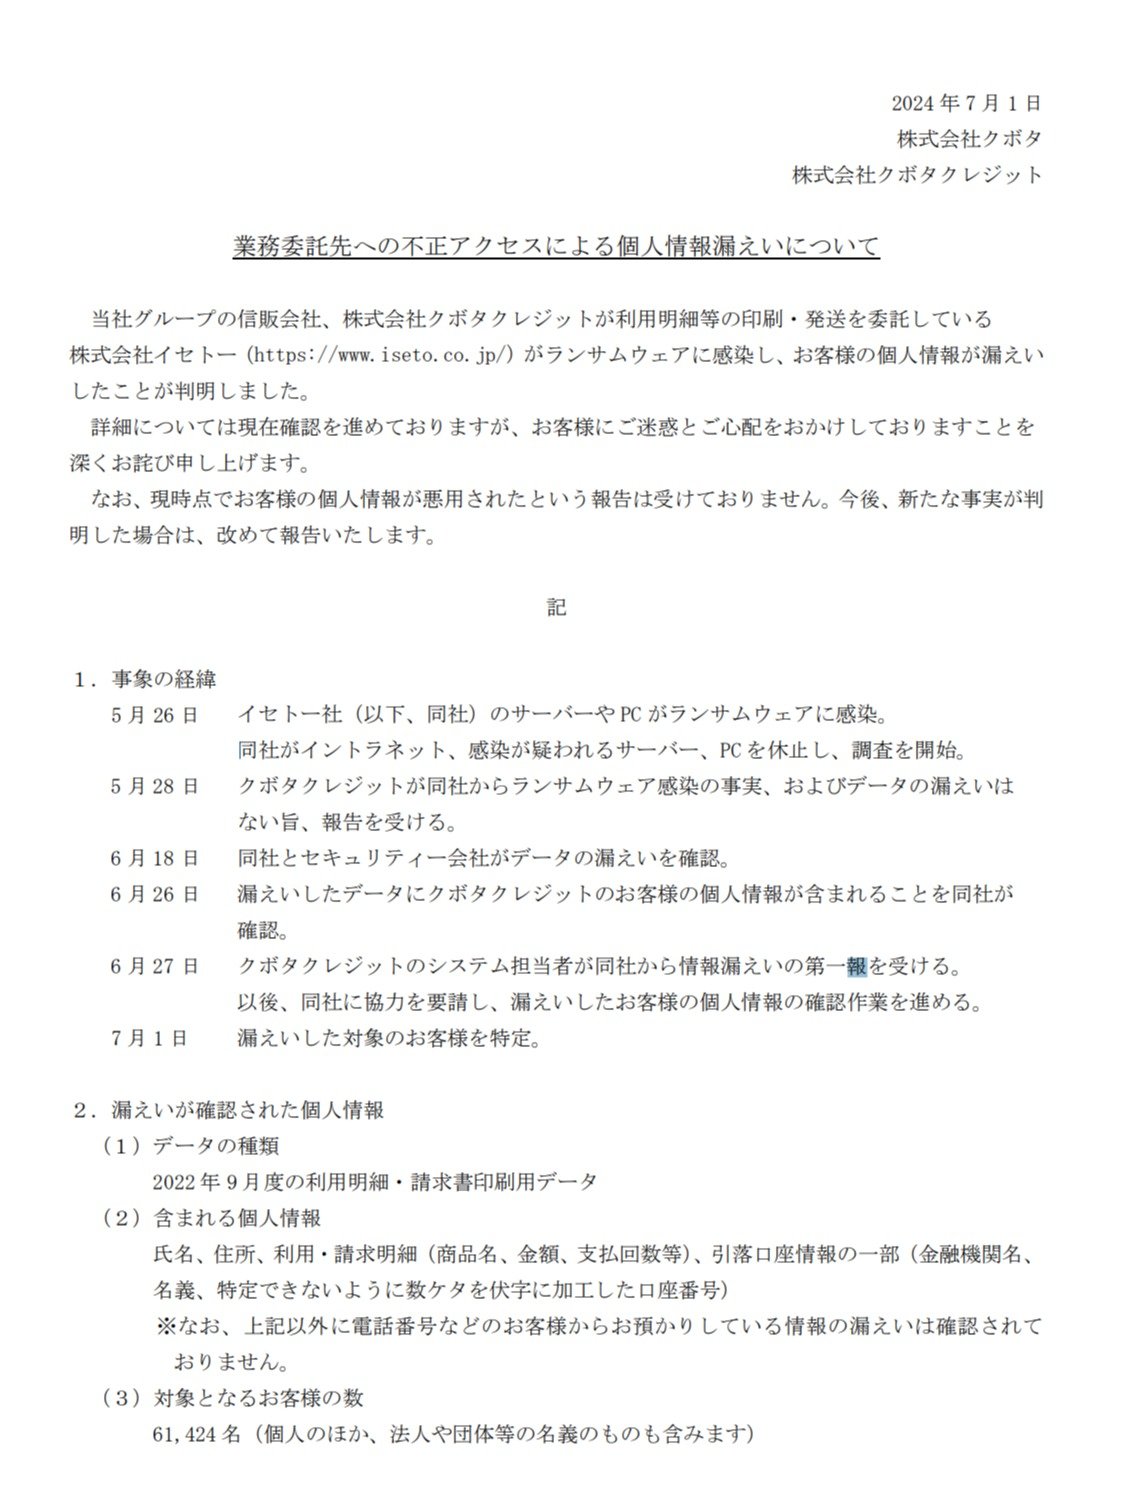 2024年7月1日
株式会社クボタ
株式会社クボタクレジット
業務委託先への不正アクセスによる個人情報漏えいについて
当社グループの信販会社、株式会社クボタクレジットが利用明細等の印刷・発送を委託している
株式会社イセトー（https://www.iseto.co.jp/）がランサムウェアに感染し、お客様の個人情報が漏えい
したことが判明しました。
詳細については現在確認を進めておりますが、お客様にご迷惑とご心配をおかけしておりますことを
深くお詫び申し上げます。
なお、現時点でお客様の個人情報が悪用されたという報告は受けておりません。今後、新たな事実が判
明した場合は、改めて報告いたします。
記
１．事象の経緯
5月26日 イセトー社（以下、同社）のサーバーやPCがランサムウェアに感染。
同社がイントラネット、感染が疑われるサーバー、PCを休止し、調査を開始。
5月28日 クボタクレジットが同社からランサムウェア感染の事実、およびデータの漏えいは
ない旨、報告を受ける。
6月18日 同社とセキュリティー会社がデータの漏えいを確認。
6月26日 漏えいしたデータにクボタクレジットのお客様の個人情報が含まれることを同社が
確認。
6月27日 クボタクレジットのシステム担当者が同社から情報漏えいの第一報を受ける。
以後、同社に協力を要請し、漏えいしたお客様の個人情報の確認作業を進める。
7月1日 漏えいした対象のお客様を特定。
２．漏えいが確認された個人情報
（１）データの種類
2022年9月度の利用明細・請求書印刷用データ
（２）含まれる個人情報
氏名、住所、利用・請求明細（商品名、金額、支払回数等）、引落口座情報の一部（金融機関名、
名義、特定できないように数ケタを伏字に加工した口座番号）
※なお、上記以外に電話番号などのお客様からお預かりしている情報の漏えいは確認されて
おりません。
（３）対象となるお客様の数
61,424名（個人のほか、法人や団体等の名義のものも含みます）